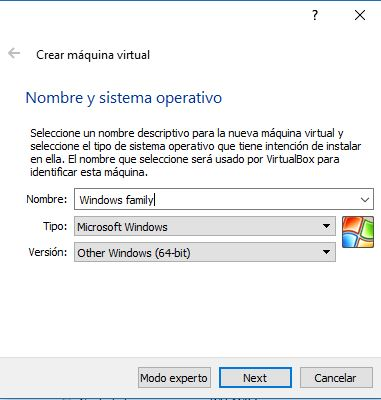 ?
Crear máquina virtual
Nombre y sistema operativo
Seleccione un nombre descriptivo para la nueva máquina virtual y
seleccione el tipo de sistema operativo que tiene intención de instalar
en ella. El nombre que seleccione será usado por VirtualBox para
identificar esta máquina.
Nombre: Windows family
Tipo: Microsoft Windows
Versión: Other Windows (64-bit)
Modo experto Next Cancelar